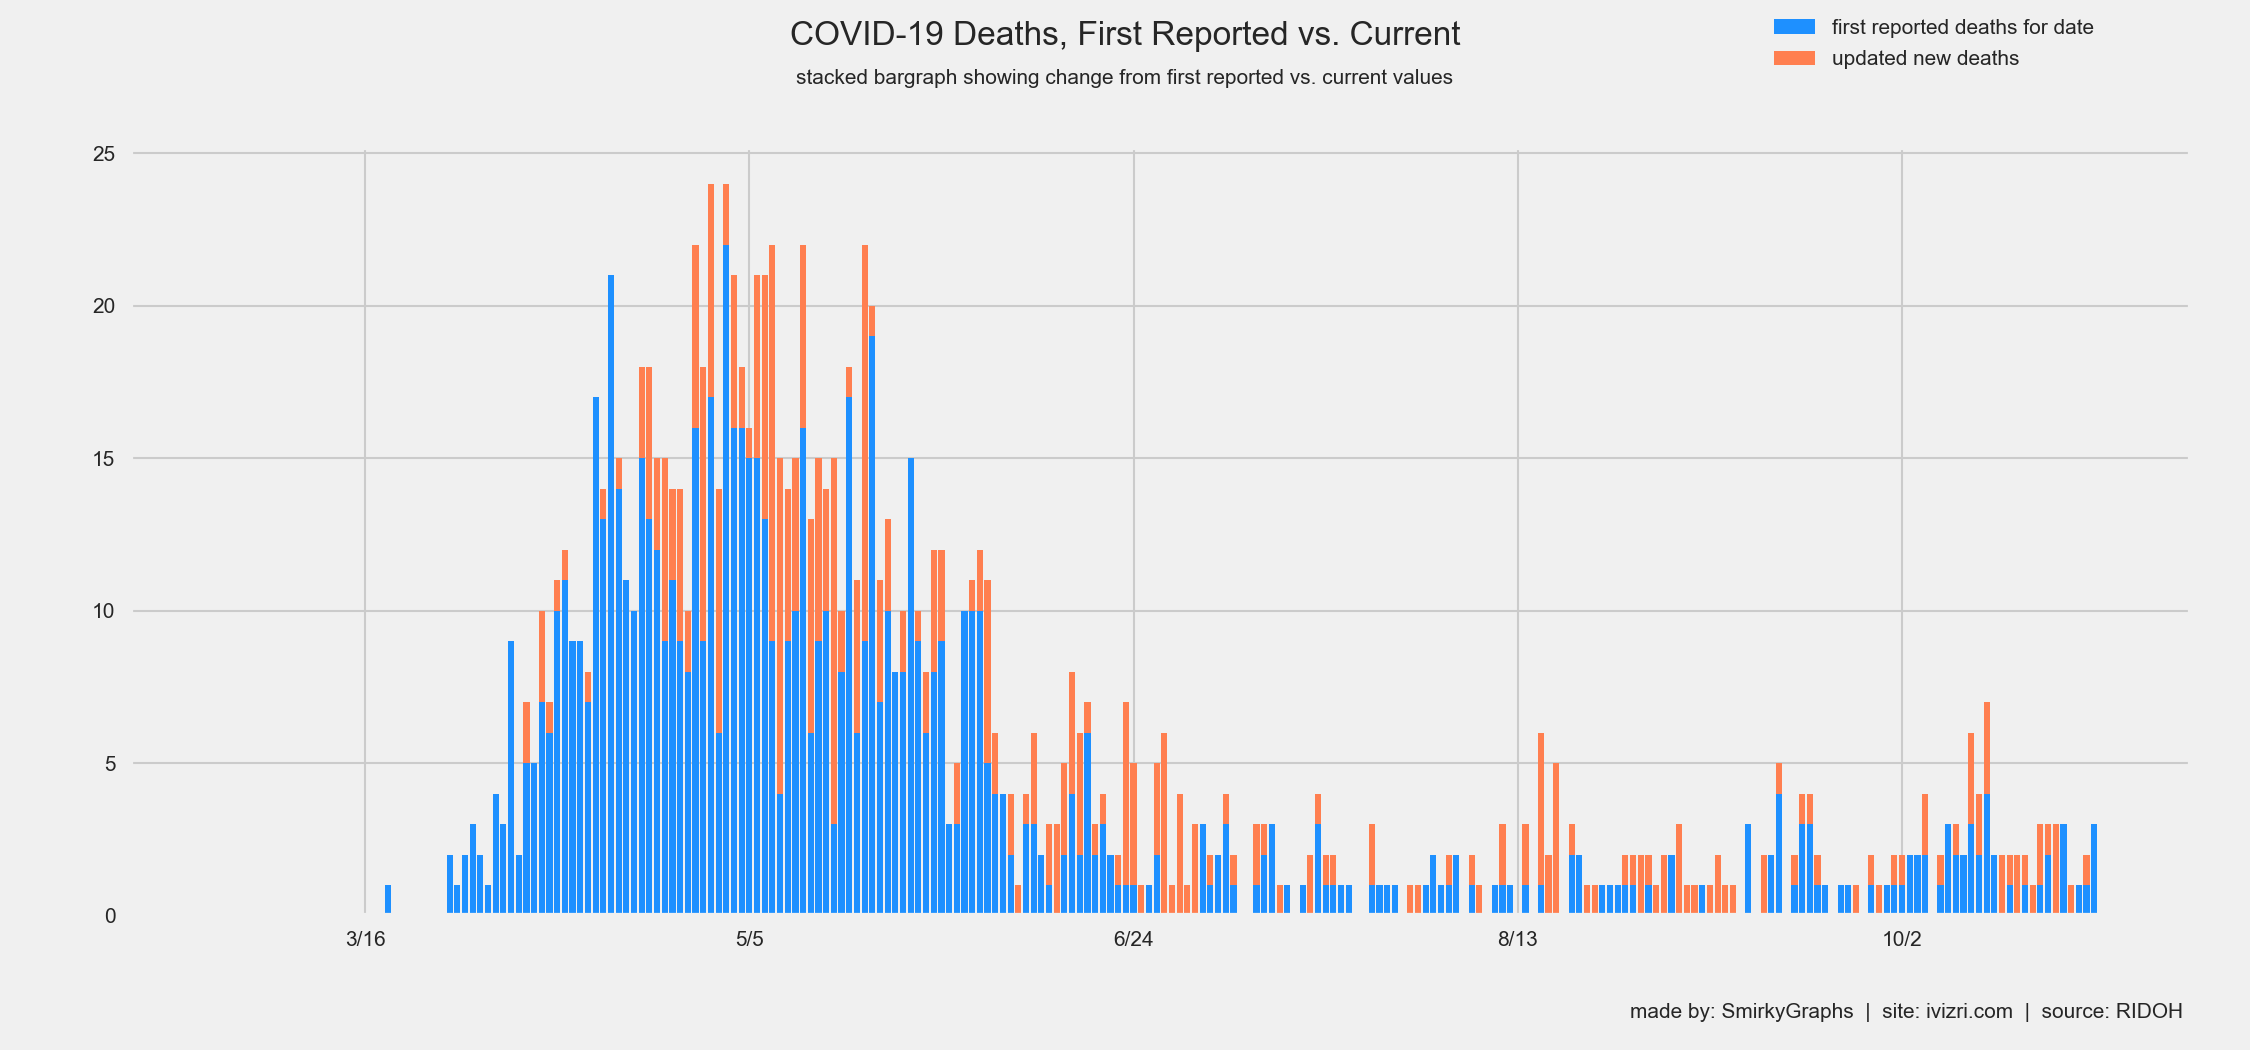 COVID-19 Deaths, First Reported vs. Current
stacked bargraph showing change from first reported vs. current values
first reported deaths for date
updated new deaths
25
20
15
10
5
0
3/16
5/5
6/24
8/13
10/2
made by: SmirkyGraphs | site: ivizri.com | source: RIDOH